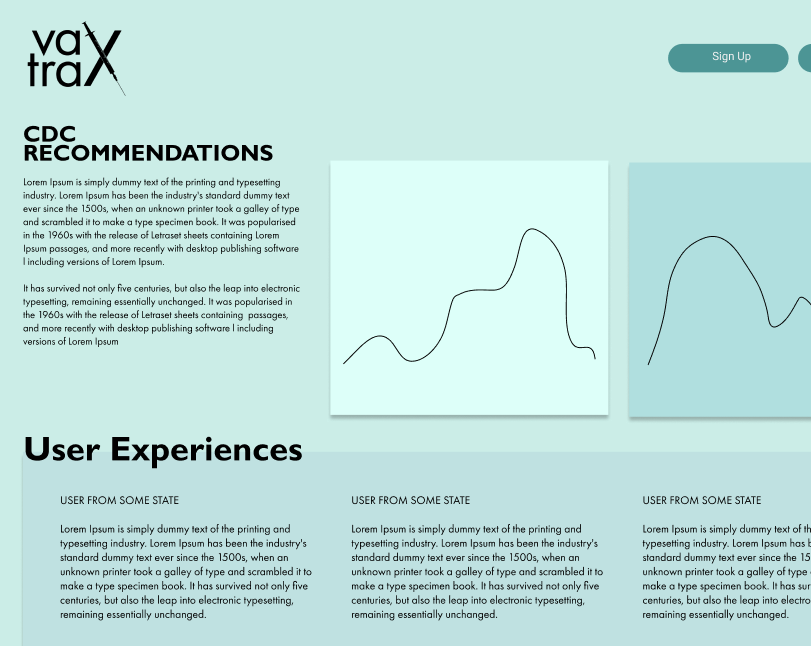 vax
trax
Sign Up
CDC
RECOMMENDATIONS
Lorem Ipsum is simply dummy text of the printing and typesetting
industry. Lorem Ipsum has been the industry's standard dummy text
ever since the 1500s, when an unknown printer took a galley of type
and scrambled it to make a type specimen book. It was popularised
in the 1960s with the release of Letraset sheets containing Lorem
Ipsum passages, and more recently with desktop publishing software
l including versions of Lorem Ipsum.
It has survived not only five centuries, but also the leap into electronic
typesetting, remaining essentially unchanged. It was popularised in
the 1960s with the release of Letraset sheets containing  passages,
and more recently with desktop publishing software l including
versions of Lorem Ipsum
User Experiences
USER FROM SOME STATE
Lorem Ipsum is simply dummy text of the printing and
typesetting industry. Lorem Ipsum has been the industry's
standard dummy text ever since the 1500s, when an
unknown printer took a galley of type and scrambled it to
make a type specimen book. It has survived not only five
centuries, but also the leap into electronic typesetting,
remaining essentially unchanged.
USER FROM SOME STATE
Lorem Ipsum is simply dummy text of the printing and
typesetting industry. Lorem Ipsum has been the industry's
standard dummy text ever since the 1500s, when an
unknown printer took a galley of type and scrambled it to
make a type specimen book. It has survived not only five
centuries, but also the leap into electronic typesetting,
remaining essentially unchanged.
USER FROM SOME STATE
Lorem Ipsum is simply dummy text of the
typesetting industry. Lorem Ipsum has
standard dummy text ever since the
unknown printer took a galley of type
make a type specimen book. It has
centuries, but also the leap into
remaining essentially unchanged.